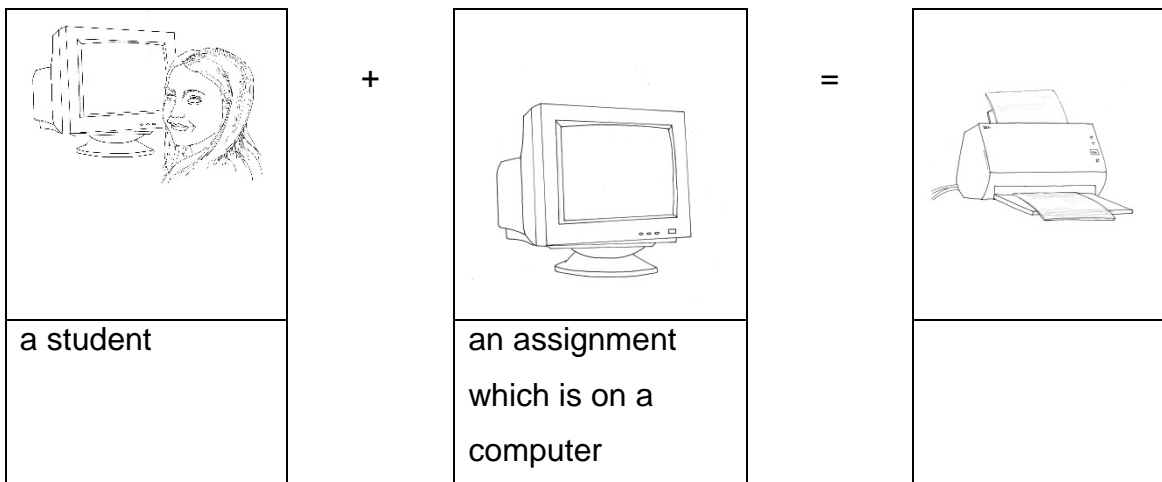 +
=
a student
an assignment
which is on a
computer